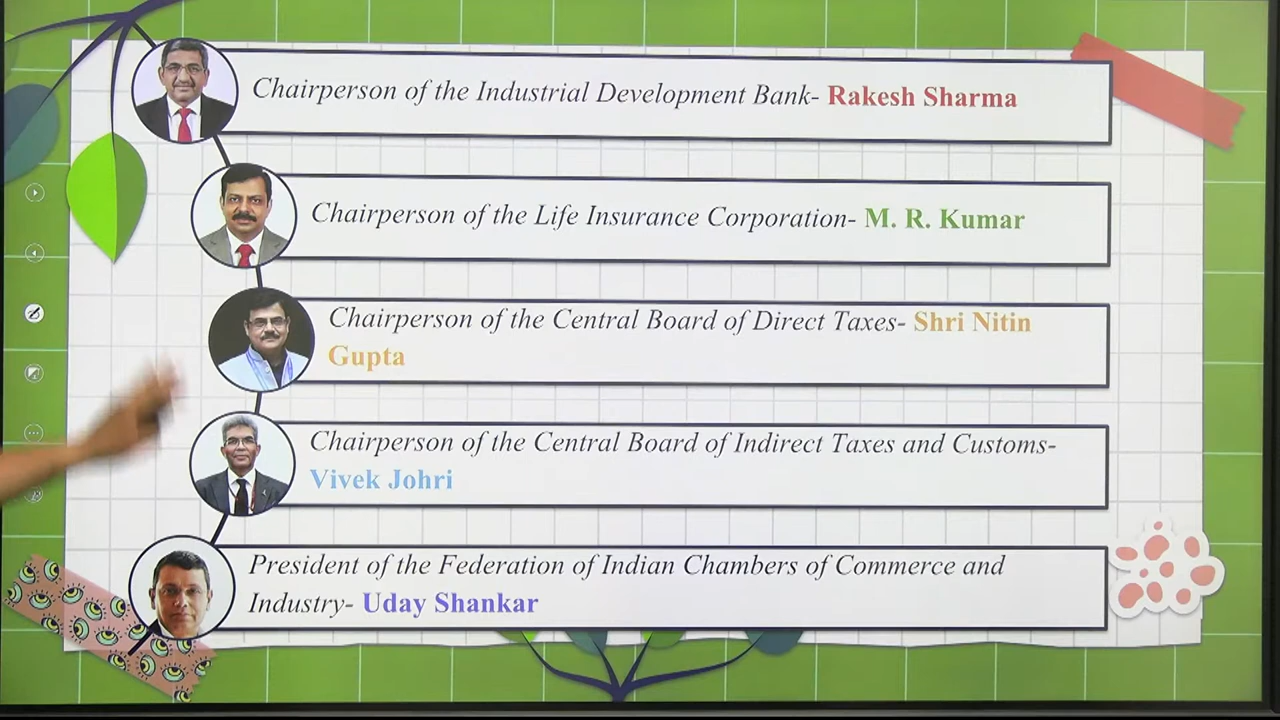 Chairperson of the Industrial Development Bank- Rakesh Sharma
Chairperson of the Life Insurance Corporation- M. R. Kumar
Chairperson of the Central Board of Direct Taxes- Shri Nitin
Gupta
Chairperson of the Central Board of Indirect Taxes and Customs-
Vivek Johri
President of the Federation of Indian Chambers of Commerce and
Industry- Uday Shankar